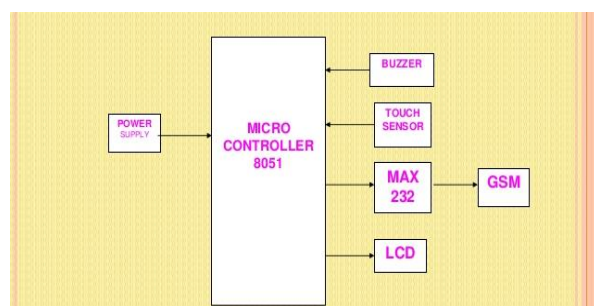 POWER
SUPPLY
MICRO
CONTROLLER
8051
BUZZER
TOUCH
SENSOR
MAX
232
GSM
LCD